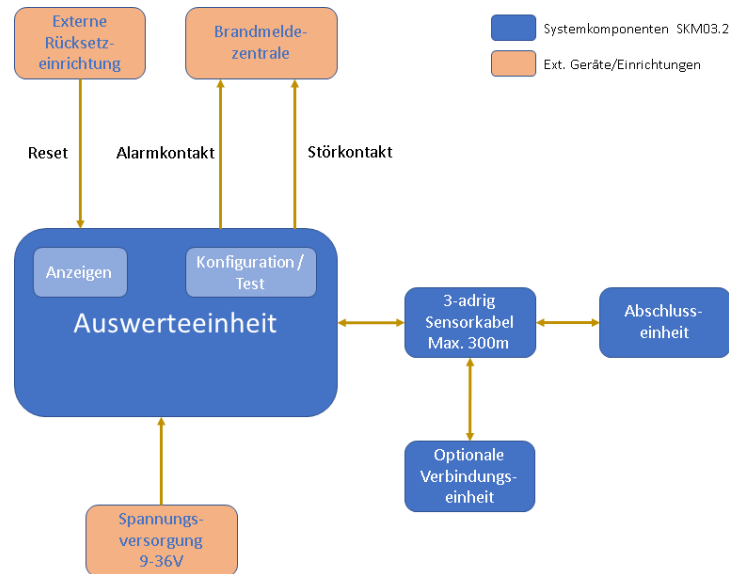 Externe
Rücksetz-
einrichtung
Brandmelde-
zentrale
Systemkomponenten SKM03.2
Ext. Geräte/Einrichtungen
Reset
Alarmkontakt
Störkontakt
Anzeigen
Konfiguration /
Test
Auswerteeinheit
3-adrig
Sensorkabel
Max. 300m
Abschluss-
einheit
Optionale
Verbindungs-
einheit
Spannungs-
versorgung
9-36V